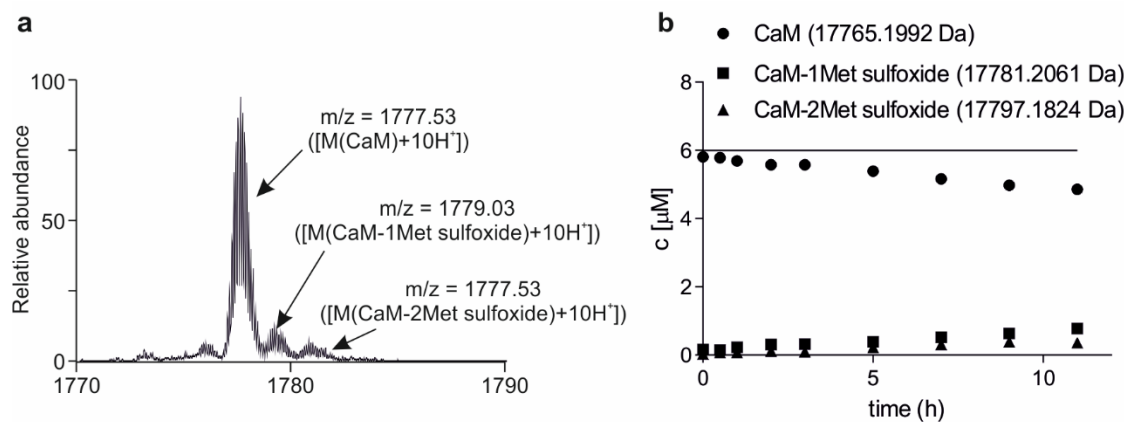 a
Relative abundance
100
50
0
1770
1780
1790
m/z = 1777.53
([M(CaM)+10H⁺])
m/z = 1779.03
([M(CaM-1Met sulfoxide)+10H⁺])
m/z = 1777.53
([M(CaM-2Met sulfoxide)+10H⁺])
b
CaM (17765.1992 Da)
CaM-1Met sulfoxide (17781.2061 Da)
CaM-2Met sulfoxide (17797.1824 Da)
c [µM]
8
6
4
2
0
0
5
10
time (h)